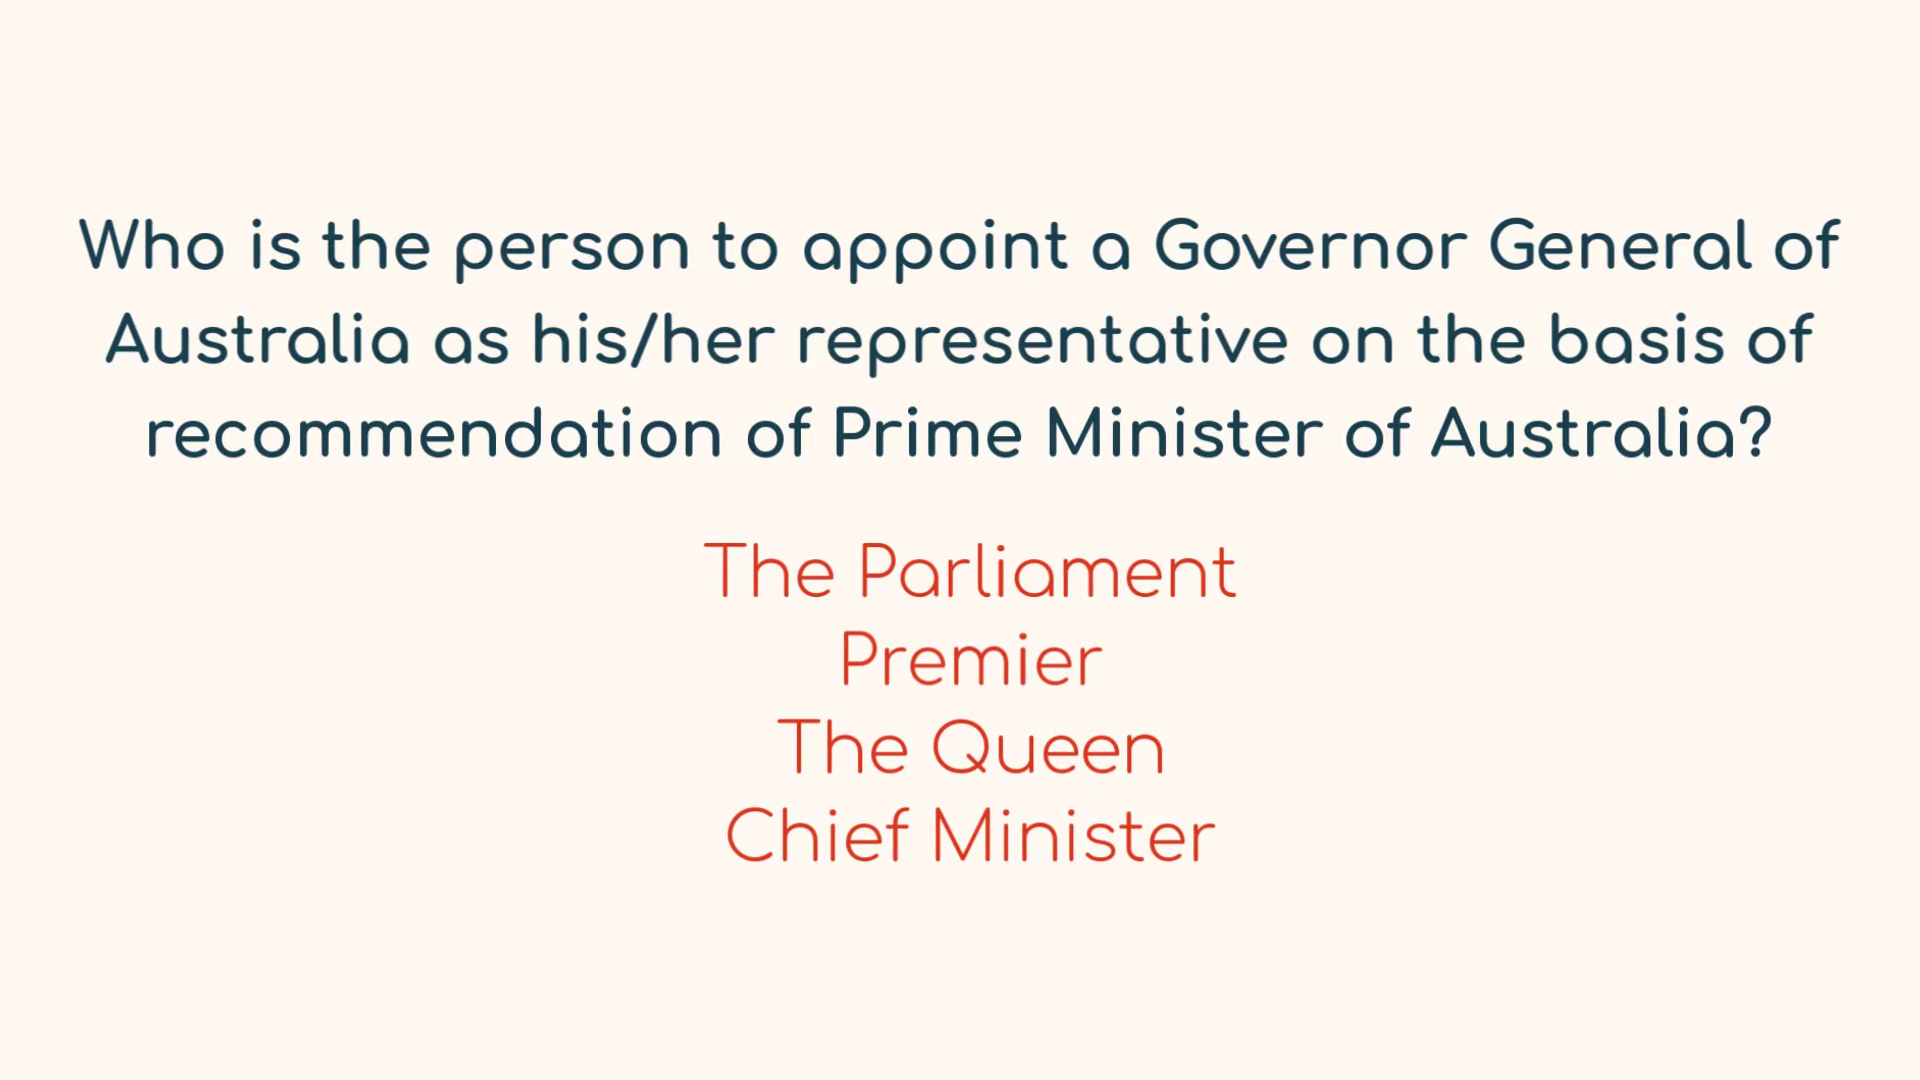 Who is the person to appoint a Governor General of
Australia as his/her representative on the basis of
recommendation of Prime Minister of Australia?
The Parliament
Premier
The Queen
Chief Minister